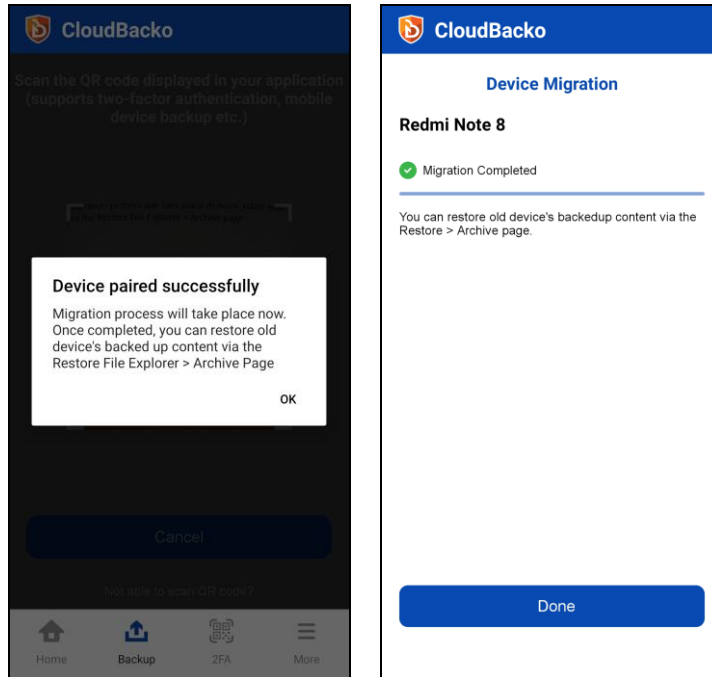 CloudBacko
Scan the QR code displayed in your application
(supports two-factor authentication, mobile
device backup etc.)
Device paired successfully
Migration process will take place now.
Once completed, you can restore old
device's backed up content via the
Restore File Explorer > Archive Page
OK
Cancel
Not able to scan QR code?
Home
Backup
2FA
More
CloudBacko
Device Migration
Redmi Note 8
Migration Completed
You can restore old device's backedup content via the
Restore > Archive page.
Done